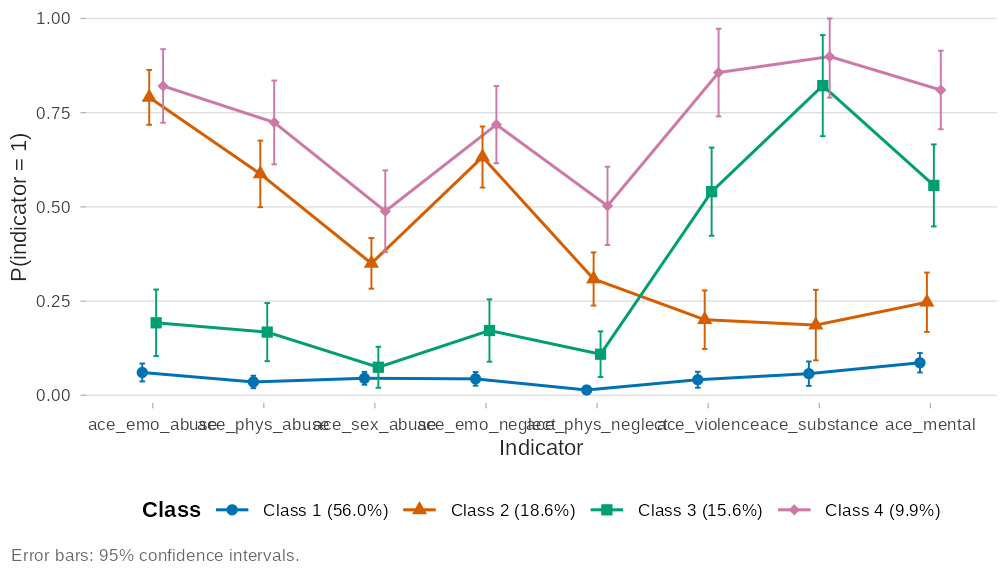 1.00
0.75
0.50
0.25
0.00
P(indicator = 1)
ace_emo_abuse ace_phys_abuse ace_sex_abuse ace_emo_neglect ace_phys_neglect ace_violence ace_substance ace_mental
Indicator
Class Class 1 (56.0%) Class 2 (18.6%) Class 3 (15.6%) Class 4 (9.9%)
Error bars: 95% confidence intervals.